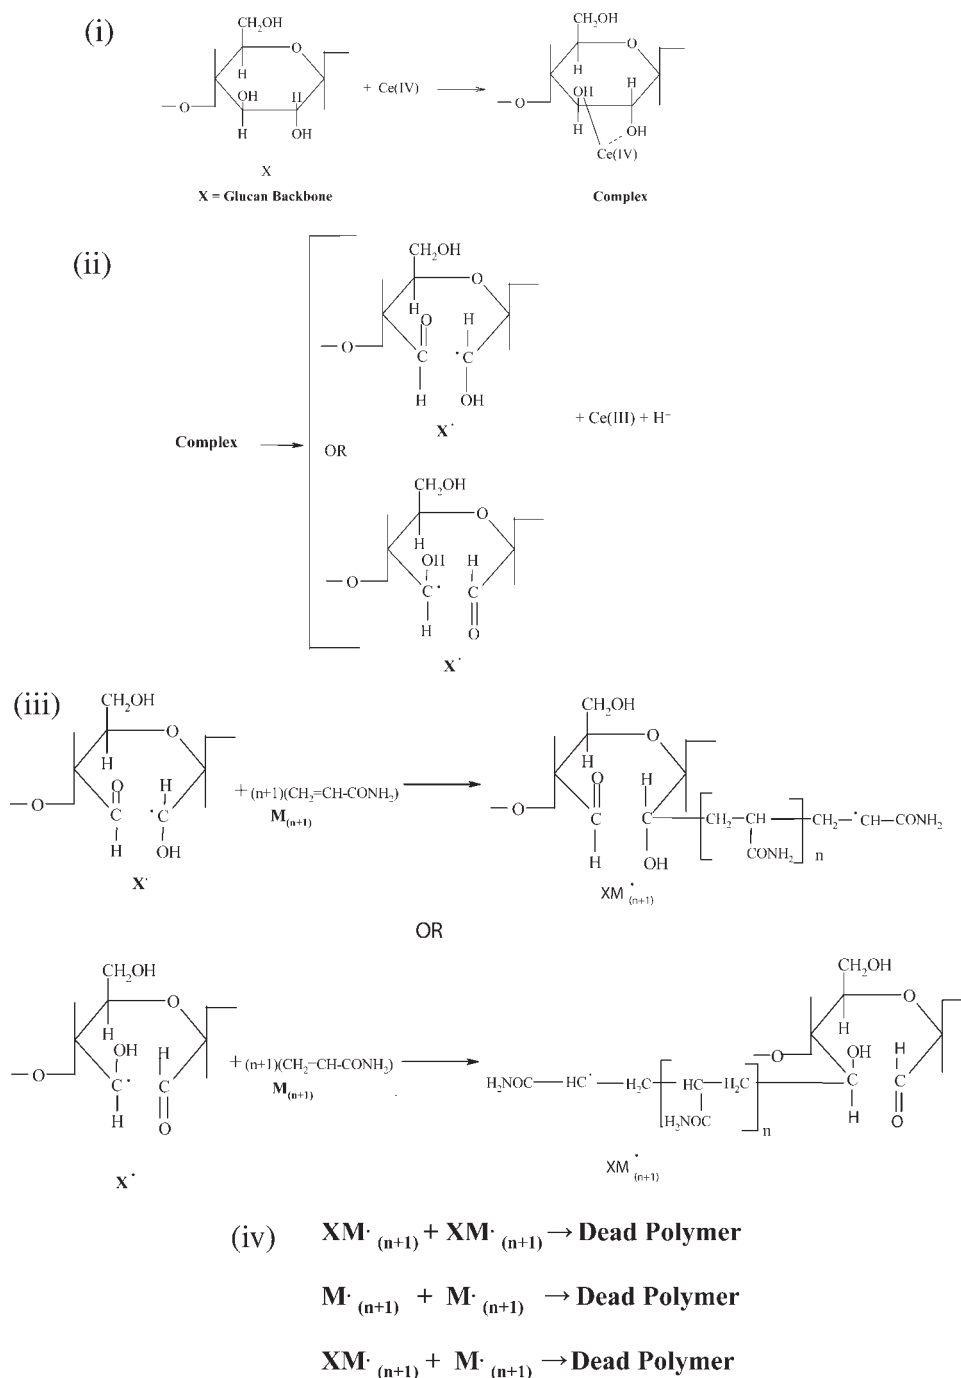 (i)
CH₂OH
O
H
OH
H
O
H
OH
+ Ce(IV)
X
X = Glucan Backbone
CH₂OH
O
H
OH
H
O
H
OH
Ce(IV)
Complex
(ii)
CH₂OH
O
H
O
H
O
C
·C
H
OH
X·
Complex
OR
+ Ce(III) + H⁻
CH₂OH
O
H
OH
H
O
C·
C
H
O
X·
(iii)
CH₂OH
O
H
O
H
O
C
·C
H
OH
X·
+ (n+1)(CH₂=CH-CONH₂)
M(n+1)
CH₂OH
O
H
O
H
O
C
C
CH₂
CH
CH₂
·CH
CONH₂
H
OH
CONH₂
n
XM·(n+1)
OR
CH₂OH
O
H
OH
H
O
C·
C
H
O
X·
+ (n+1)(CH₂–CH-CONH₂)
M(n+1)
CH₂OH
O
H
O
OH
H
H₂NOC
HC·
H₂C
HC
H₂C
C
C
H₂NOC
n
H
O
XM·(n+1)
(iv)
XM·(n+1) + XM·(n+1) → Dead Polymer
M·(n+1) + M·(n+1) → Dead Polymer
XM·(n+1) + M·(n+1) → Dead Polymer